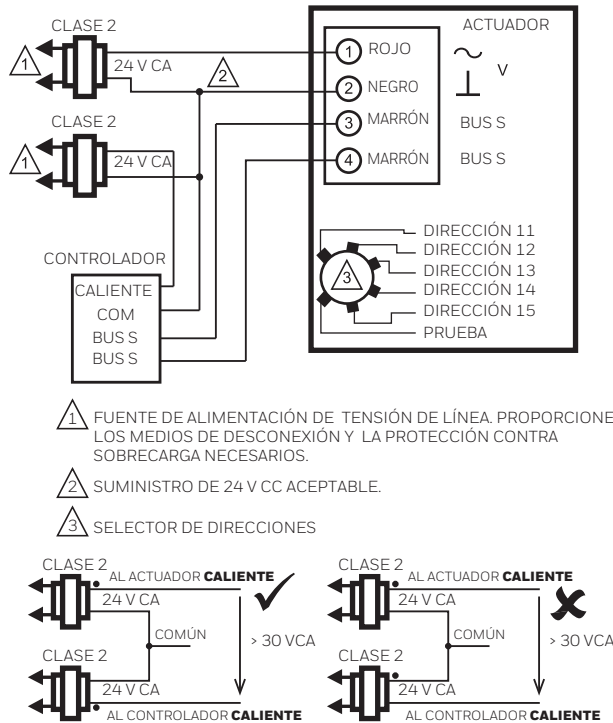 CLASE 2
24 V CA
1
2
CLASE 2
24 V CA
1
ACTUADOR
1 ROJO
V
2 NEGRO
3 MARRÓN BUS S
4 MARRÓN BUS S
DIRECCIÓN 11
DIRECCIÓN 12
DIRECCIÓN 13
DIRECCIÓN 14
DIRECCIÓN 15
PRUEBA
3
CONTROLADOR
CALIENTE
COM
BUS S
BUS S
1 FUENTE DE ALIMENTACIÓN DE TENSIÓN DE LÍNEA. PROPORCIONE
LOS MEDIOS DE DESCONEXIÓN Y LA PROTECCIÓN CONTRA
SOBRECARGA NECESARIOS.
2 SUMINISTRO DE 24 V CC ACEPTABLE.
3 SELECTOR DE DIRECCIONES
CLASE 2
AL ACTUADOR CALIENTE
24 V CA
COMÚN
> 30 VCA
CLASE 2
24 V CA
AL CONTROLADOR CALIENTE
CLASE 2
AL ACTUADOR CALIENTE
24 V CA
COMÚN
> 30 VCA
CLASE 2
24 V CA
AL CONTROLADOR CALIENTE